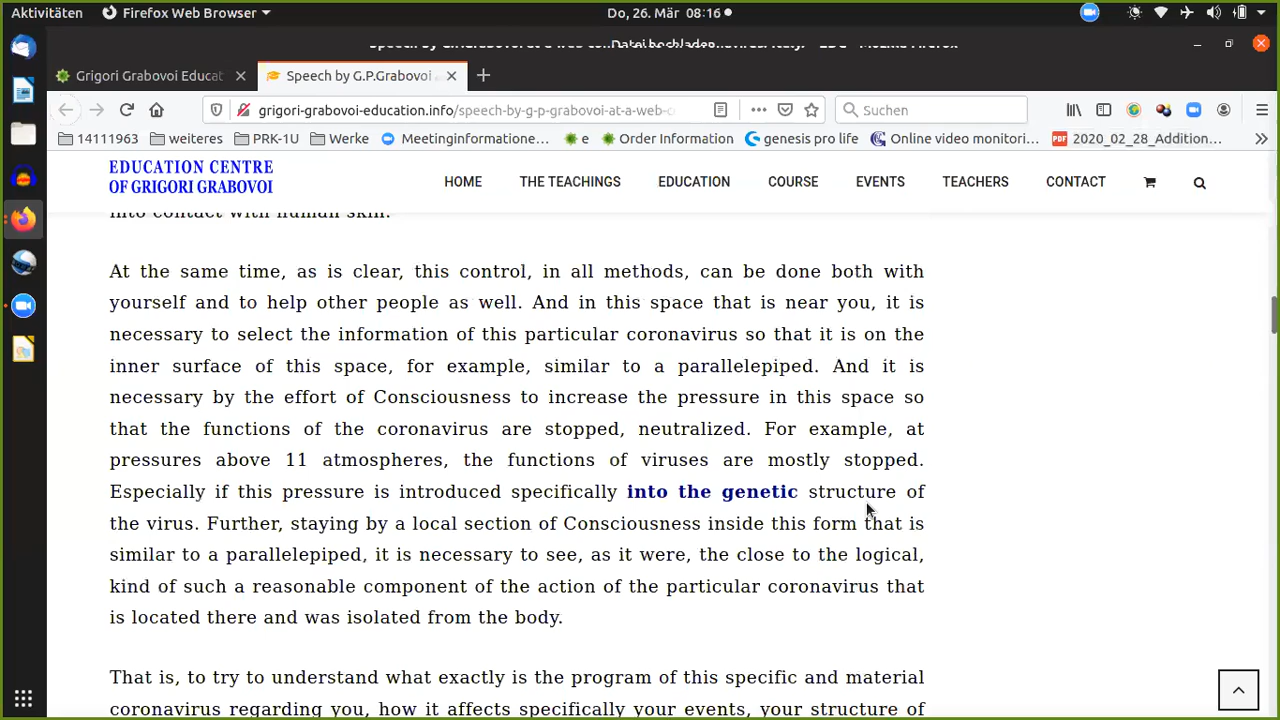 Aktivitäten Firefox Web Browser Do, 26. Mär 08:16
Datei hochladen
Mozilla Firefox
Grigori Grabovoi Educat Speech by G.P.Grabovoi
grigori-grabovoi-education.info/speech-by-g-p-grabovoi-at-a-web-c Suchen
14111963 weiteres PRK-1U Werke Meetinginformatione... e Order Information genesis pro life Online video monitori... PDF 2020_02_28_Addition...
EDUCATION CENTRE
OF GRIGORI GRABOVOI
HOME THE TEACHINGS EDUCATION COURSE EVENTS TEACHERS CONTACT
into contact with human skin.
At the same time, as is clear, this control, in all methods, can be done both with
yourself and to help other people as well. And in this space that is near you, it is
necessary to select the information of this particular coronavirus so that it is on the
inner surface of this space, for example, similar to a parallelepiped. And it is
necessary by the effort of Consciousness to increase the pressure in this space so
that the functions of the coronavirus are stopped, neutralized. For example, at
pressures above 11 atmospheres, the functions of viruses are mostly stopped.
Especially if this pressure is introduced specifically into the genetic structure of
the virus. Further, staying by a local section of Consciousness inside this form that is
similar to a parallelepiped, it is necessary to see, as it were, the close to the logical,
kind of such a reasonable component of the action of the particular coronavirus that
is located there and was isolated from the body.
That is, to try to understand what exactly is the program of this specific and material
coronavirus regarding you, how it affects specifically your events, your structure of